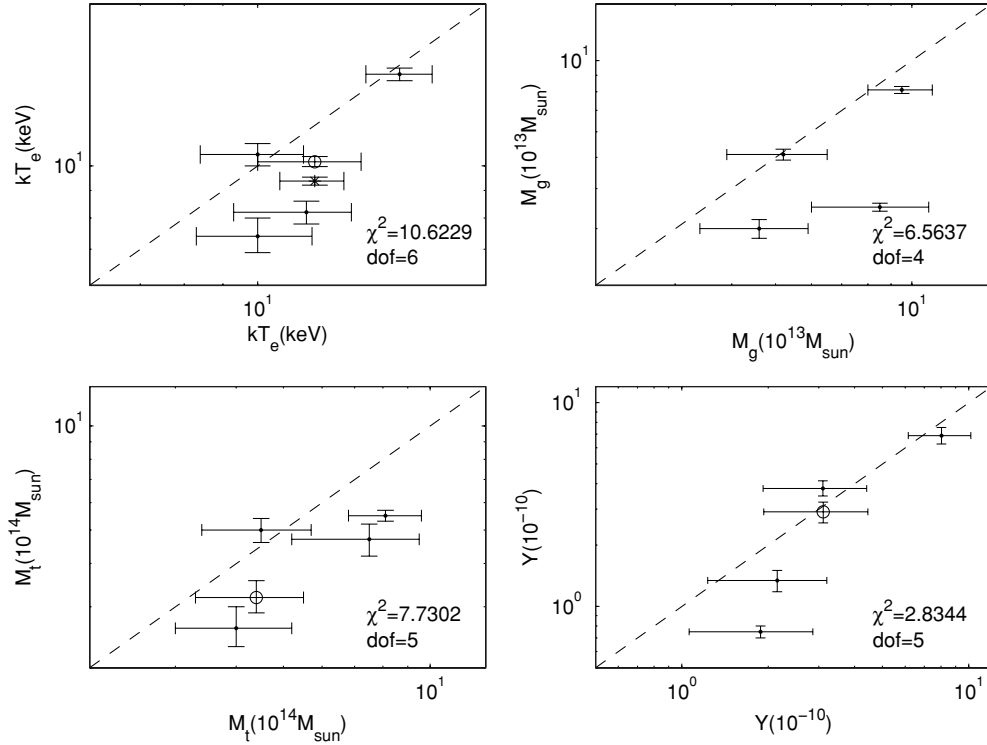 kT_e(keV)
10^1
χ^2=10.6229
dof=6
10^1
kT_e(keV)
M_g(10^13M_sun)
10^1
χ^2=6.5637
dof=4
10^1
M_g(10^13M_sun)
M_t(10^14M_sun)
10^1
χ^2=7.7302
dof=5
10^1
M_t(10^14M_sun)
Y(10^−10)
10^1
10^0
χ^2=2.8344
dof=5
10^0 10^1
Y(10^−10)